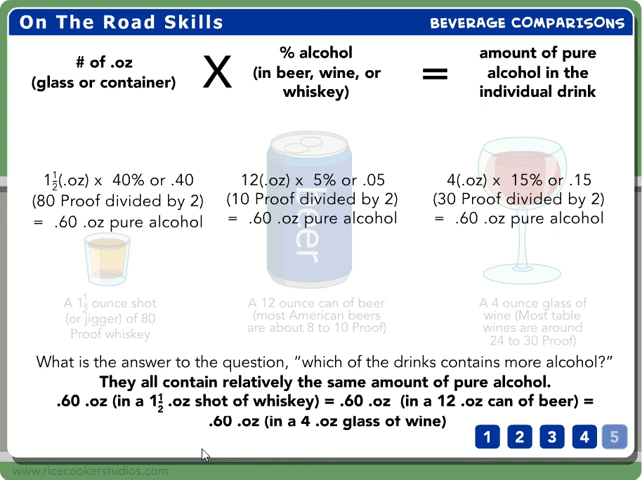 On The Road Skills
BEVERAGE COMPARISONS
# of .oz
(glass or container)
X
% alcohol
(in beer, wine, or
whiskey)
=
amount of pure
alcohol in the
individual drink
1½(.oz) x 40% or .40
(80 Proof divided by 2)
= .60 .oz pure alcohol
12(.oz) x 5% or .05
(10 Proof divided by 2)
= .60 .oz pure alcohol
4(.oz) x 15% or .15
(30 Proof divided by 2)
= .60 .oz pure alcohol
Beer
A 1½ ounce shot
(or jigger) of 80
Proof whiskey
A 12 ounce can of beer
(most American beers
are about 8 to 10 Proof)
A 4 ounce glass of
wine (Most table
wines are around
24 to 30 Proof)
What is the answer to the question, "which of the drinks contains more alcohol?"
They all contain relatively the same amount of pure alcohol.
.60 .oz (in a 1½ .oz shot of whiskey) = .60 .oz (in a 12 .oz can of beer) =
.60 .oz (in a 4 .oz glass of wine)
1 2 3 4 5
www.ricecookerstudios.com